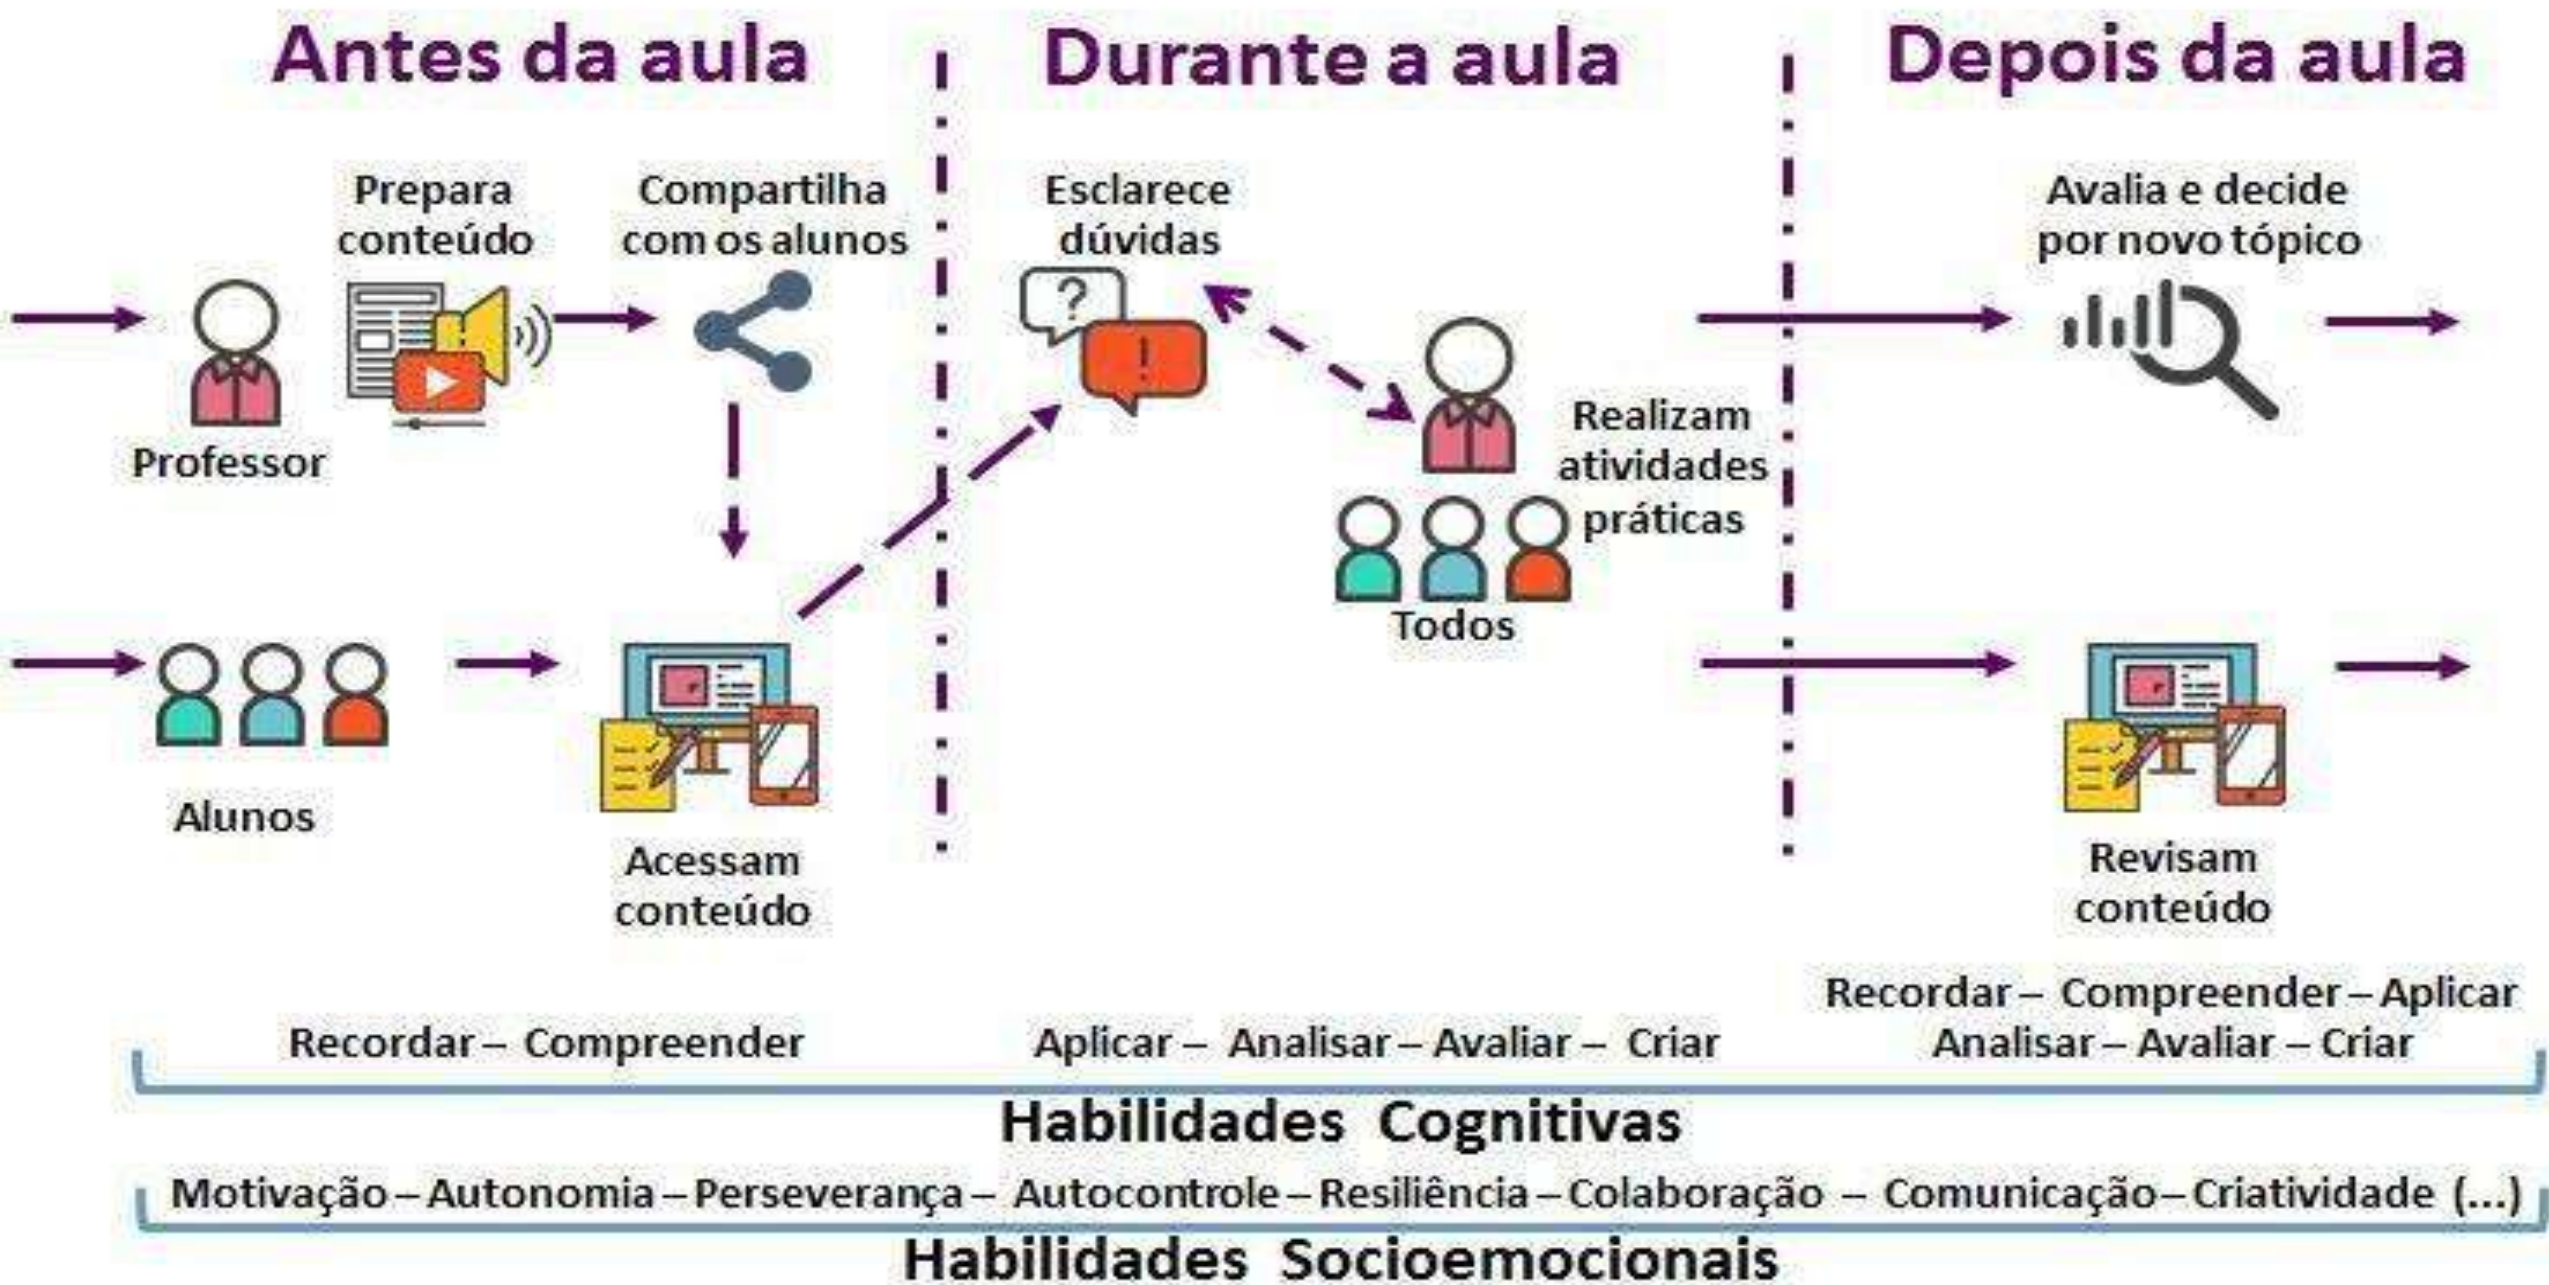 Antes da aula
Durante a aula
Depois da aula
Prepara
conteúdo
Compartilha
com os alunos
Professor
Alunos
Acessam
conteúdo
Esclarece
dúvidas
Realizam
atividades
práticas
Todos
Avalia e decide
por novo tópico
Revisam
conteúdo
Recordar – Compreender
Aplicar – Analisar – Avaliar – Criar
Recordar – Compreender – Aplicar
Analisar – Avaliar – Criar
Habilidades Cognitivas
Motivação – Autonomia – Perseverança – Autocontrole – Resiliência – Colaboração – Comunicação – Criatividade (...)
Habilidades Socioemocionais